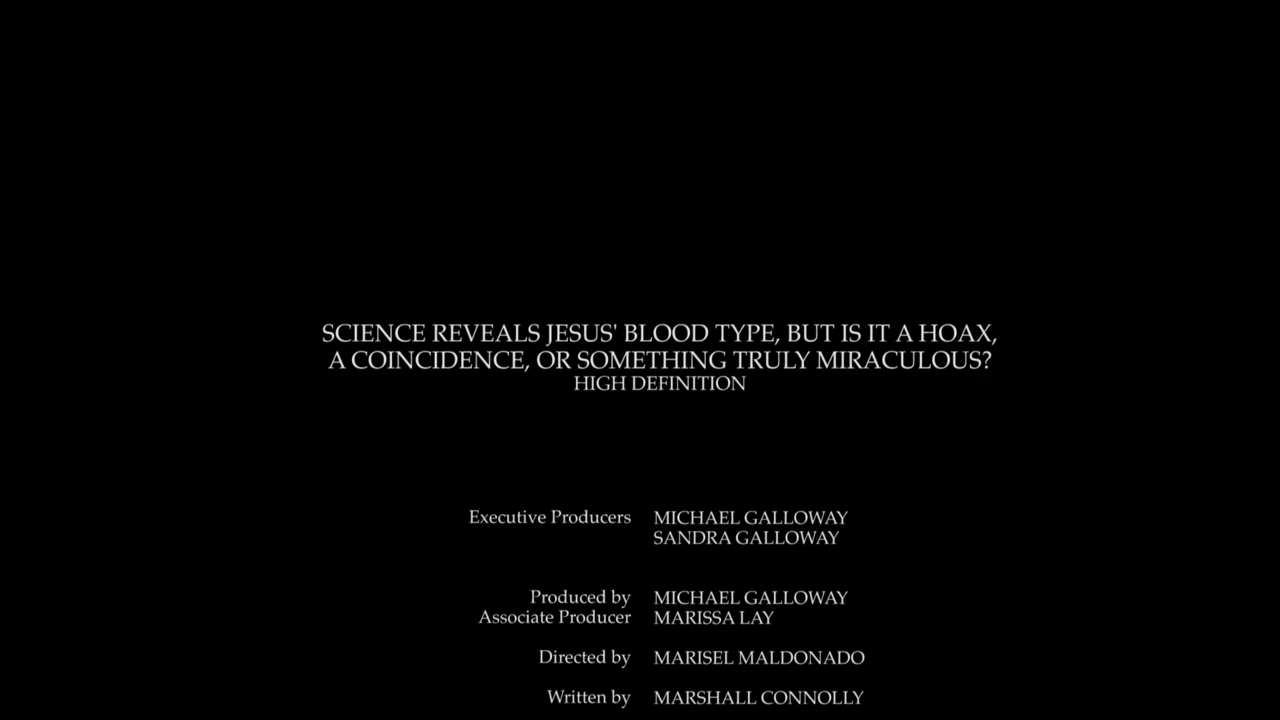 SCIENCE REVEALS JESUS' BLOOD TYPE, BUT IS IT A HOAX,
A COINCIDENCE, OR SOMETHING TRULY MIRACULOUS?
HIGH DEFINITION
Executive Producers MICHAEL GALLOWAY
SANDRA GALLOWAY
Produced by MICHAEL GALLOWAY
Associate Producer MARISSA LAY
Directed by MARISEL MALDONADO
Written by MARSHALL CONNOLLY